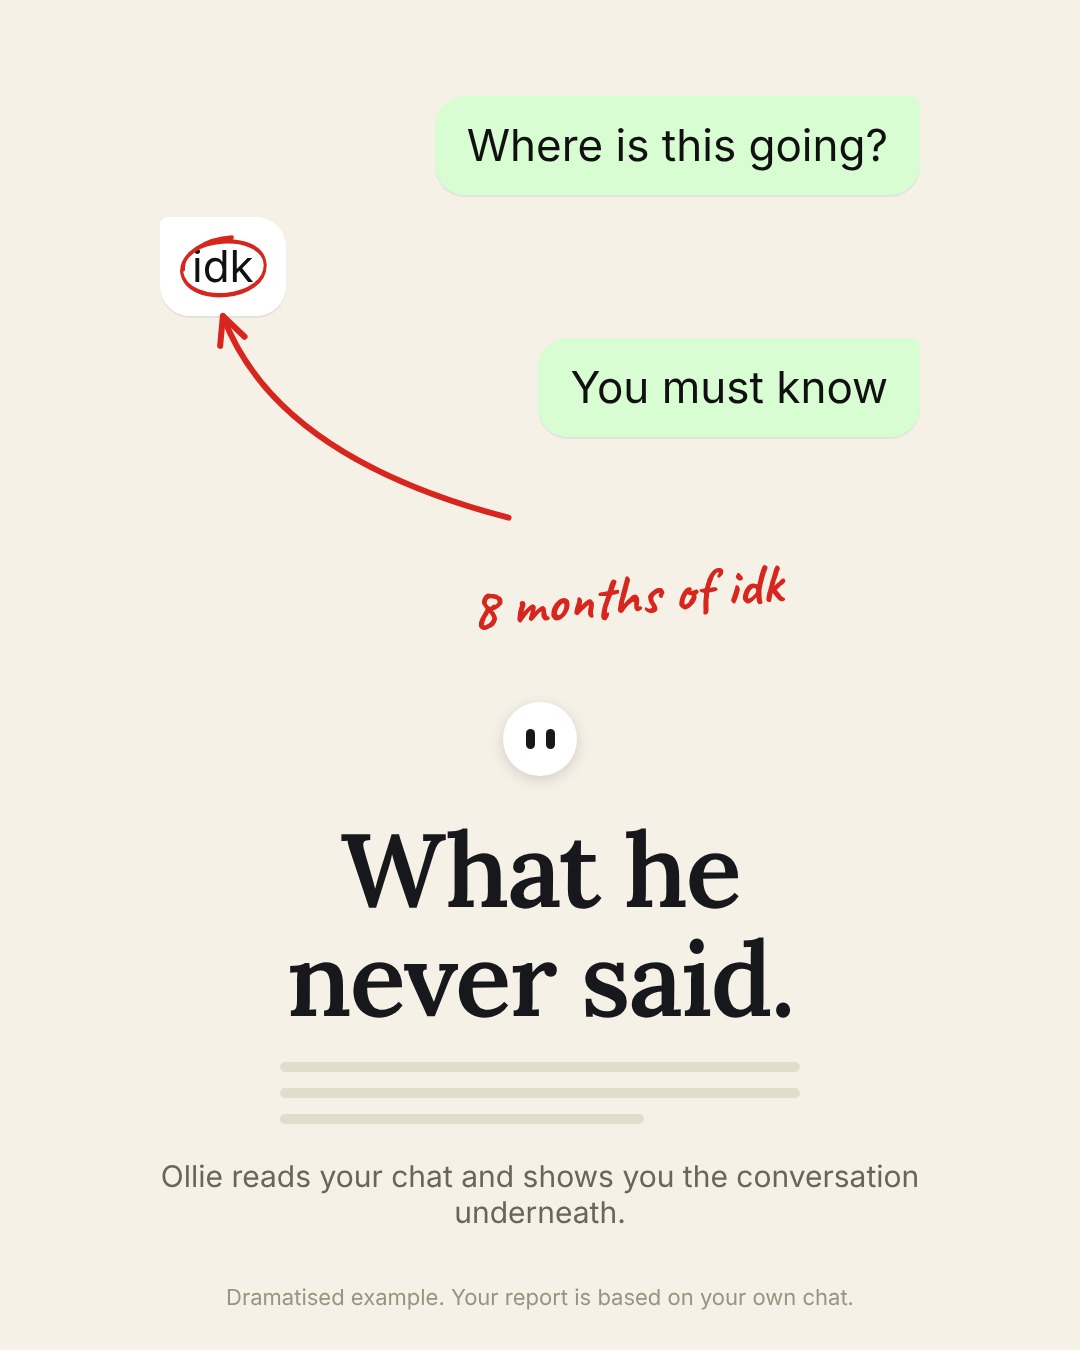 Where is this going?
idk
You must know
8 months of idk
What he
never said.
Ollie reads your chat and shows you the conversation
underneath.
Dramatised example. Your report is based on your own chat.